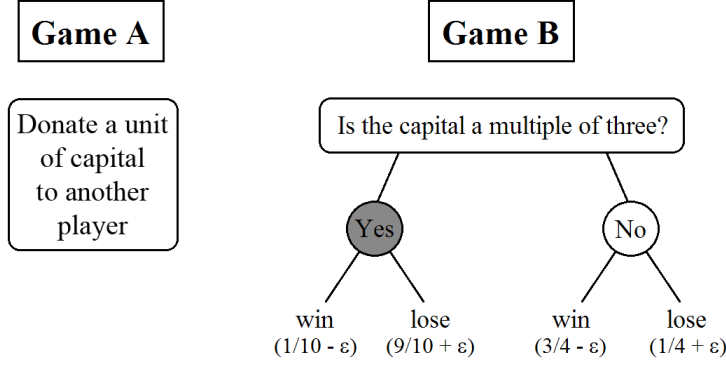 Game A
Game B
Donate a unit
of capital
to another
player
Is the capital a multiple of three?
Yes
No
win
lose
win
lose
(1/10 - ε)
(9/10 + ε)
(3/4 - ε)
(1/4 + ε)